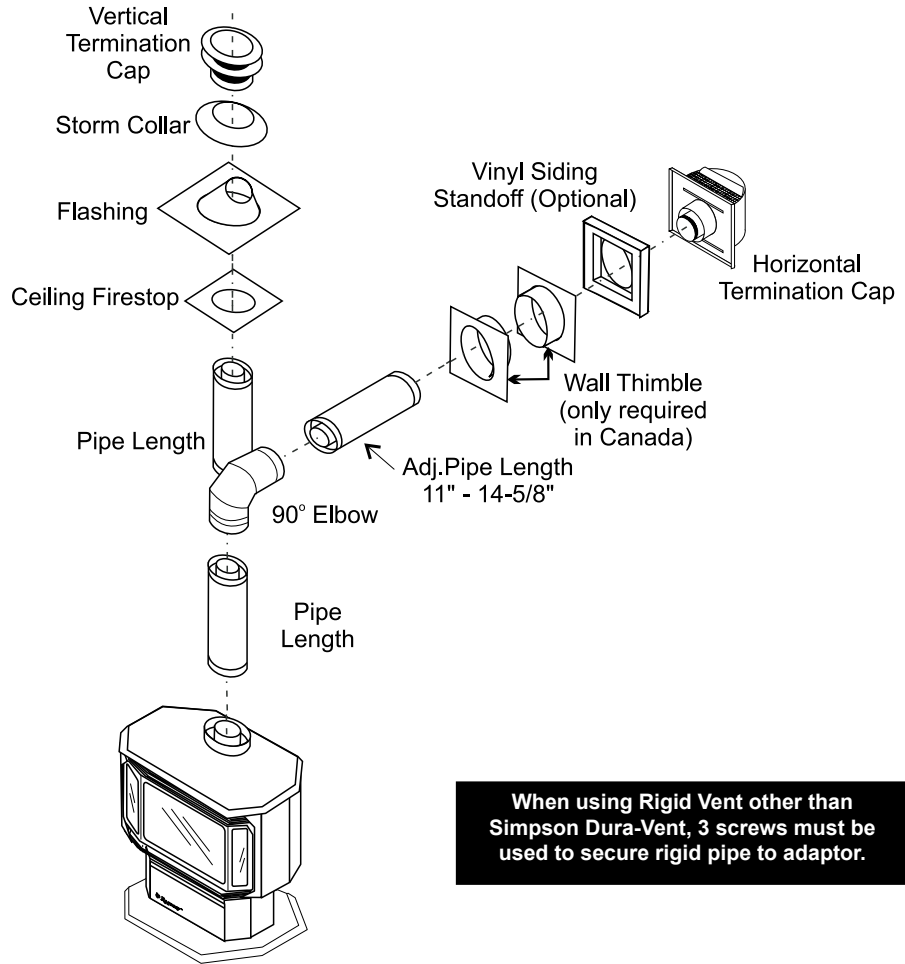 Vertical
Termination
Cap
Storm Collar
Flashing
Ceiling Firestop
Pipe Length
90° Elbow
Pipe
Length
Adj.Pipe Length
11" - 14-5/8"
Wall Thimble
(only required
in Canada)
Vinyl Siding
Standoff (Optional)
Horizontal
Termination Cap
When using Rigid Vent other than
Simpson Dura-Vent, 3 screws must be
used to secure rigid pipe to adaptor.